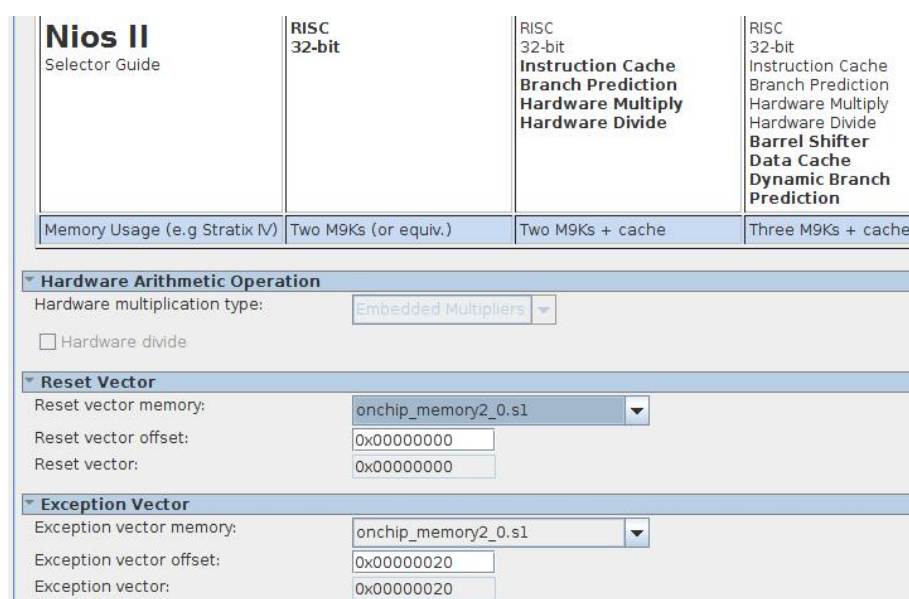 Nios II
Selector Guide
RISC
32-bit
RISC
32-bit
Instruction Cache
Branch Prediction
Hardware Multiply
Hardware Divide
RISC
32-bit
Instruction Cache
Branch Prediction
Hardware Multiply
Hardware Divide
Barrel Shifter
Data Cache
Dynamic Branch
Prediction
Memory Usage (e.g Stratix IV) Two M9Ks (or equiv.) Two M9Ks + cache Three M9Ks + cache
Hardware Arithmetic Operation
Hardware multiplication type: Embedded Multipliers
Hardware divide
Reset Vector
Reset vector memory: onchip_memory2_0.s1
Reset vector offset: 0x00000000
Reset vector: 0x00000000
Exception Vector
Exception vector memory: onchip_memory2_0.s1
Exception vector offset: 0x00000020
Exception vector: 0x00000020